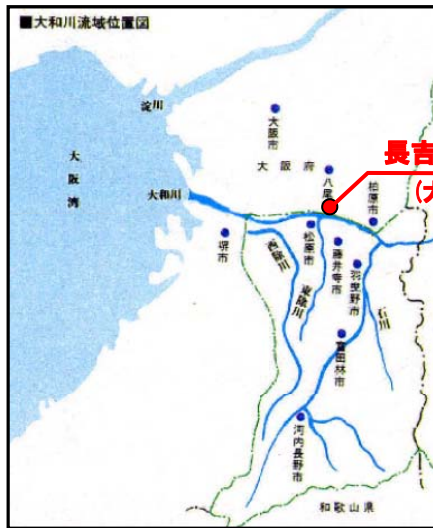 ■大和川流域位置図
淀川
大阪市
大阪湾
大阪府
長吉
八尾
(大
柏原市
大和川
堺市
西除川
松原市
東除川
藤井寺市
羽曳野市
石川
富田林市
河内長野市
和歌山県